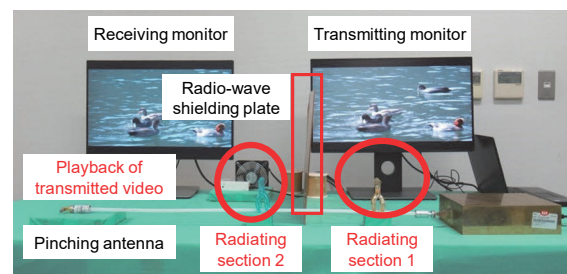 Receiving monitor
Transmitting monitor
Radio-wave
shielding plate
Playback of
transmitted video
Pinching antenna
Radiating
section 2
Radiating
section 1